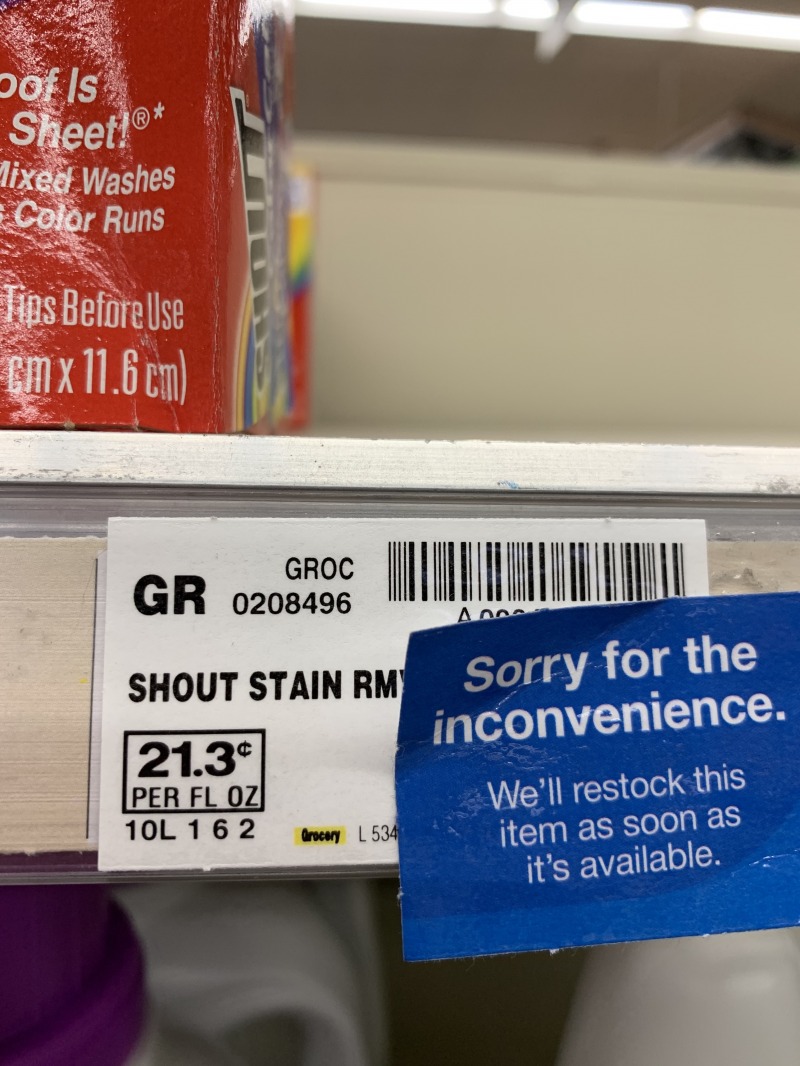 oof Is
Sheet!®*
Mixed Washes
Color Runs
Tips Before Use
cm x 11.6 cm)
GR
GROC
0208496
SHOUT STAIN RM
21.3¢
PER FL OZ
10L 1 6 2
Grocery
L 534
Sorry for the
inconvenience.
We'll restock this
item as soon as
it's available.